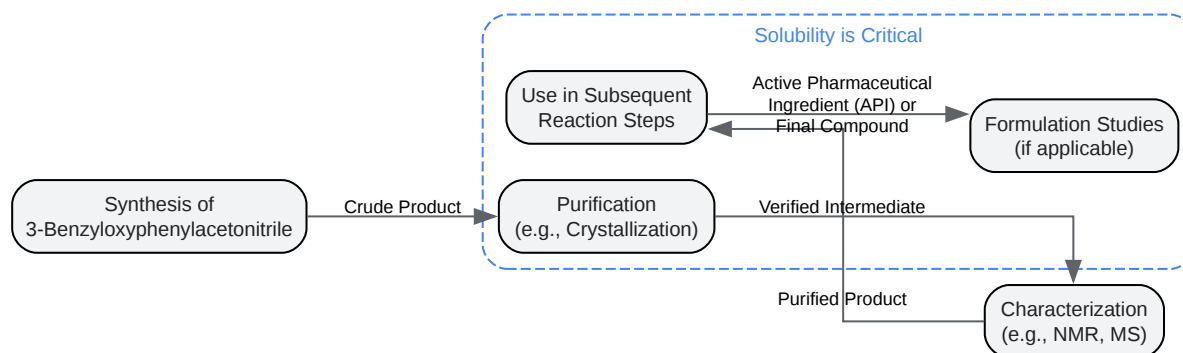 Solubility is Critical
Use in Subsequent
Reaction Steps
Active Pharmaceutical
Ingredient (API) or
Final Compound
Formulation Studies
(if applicable)
Synthesis of
3-Benzyloxyphenylacetonitrile
Crude Product
Purification
(e.g., Crystallization)
Verified Intermediate
Purified Product
Characterization
(e.g., NMR, MS)